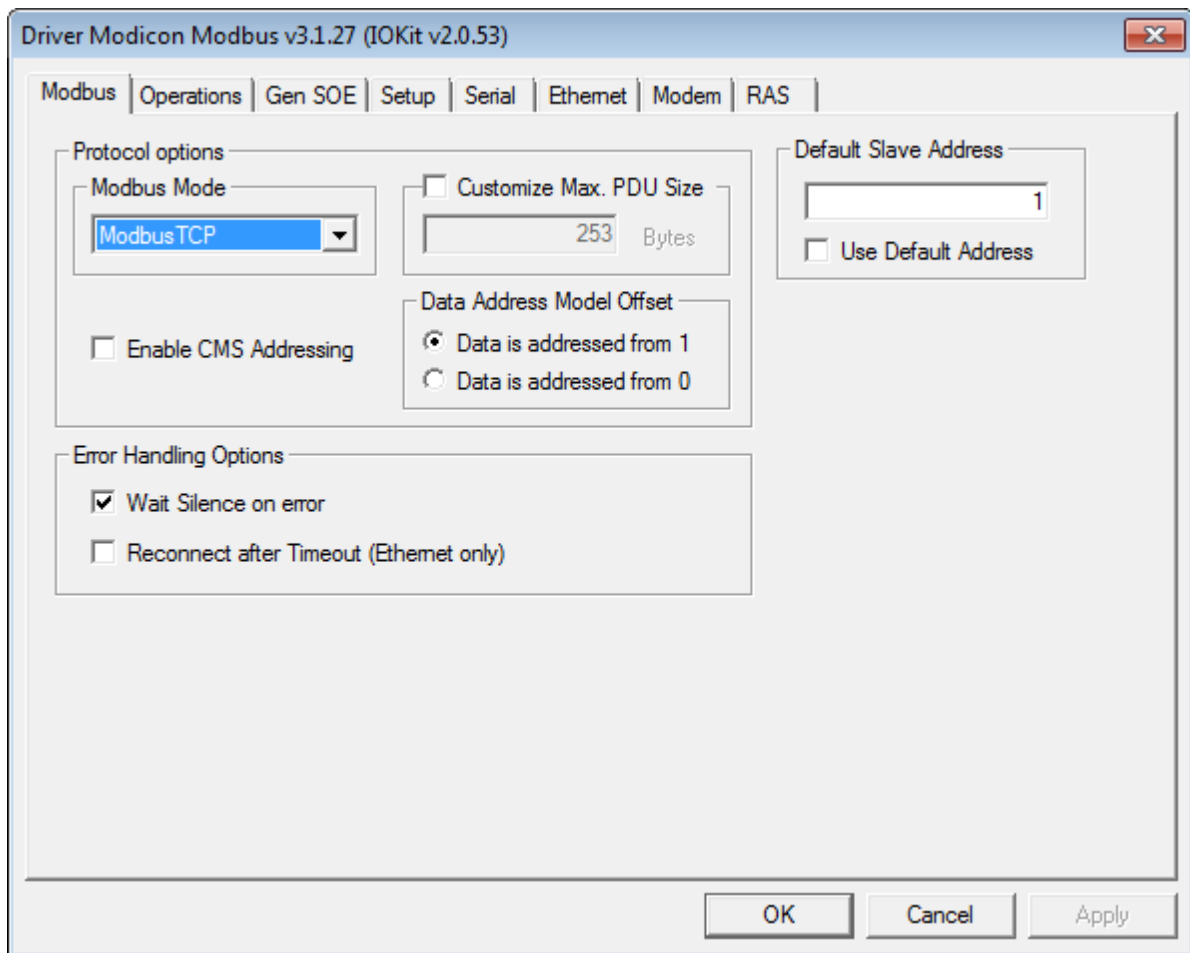 Driver Modicon Modbus v3.1.27 (IOKit v2.0.53)
Modbus Operations Gen SOE Setup Serial Ethernet Modem RAS
Protocol options
Modbus Mode
ModbusTCP
Customize Max. PDU Size
253 Bytes
Default Slave Address
1
Use Default Address
Enable CMS Addressing
Data Address Model Offset
Data is addressed from 1
Data is addressed from 0
Error Handling Options
Wait Silence on error
Reconnect after Timeout (Ethernet only)
OK Cancel Apply